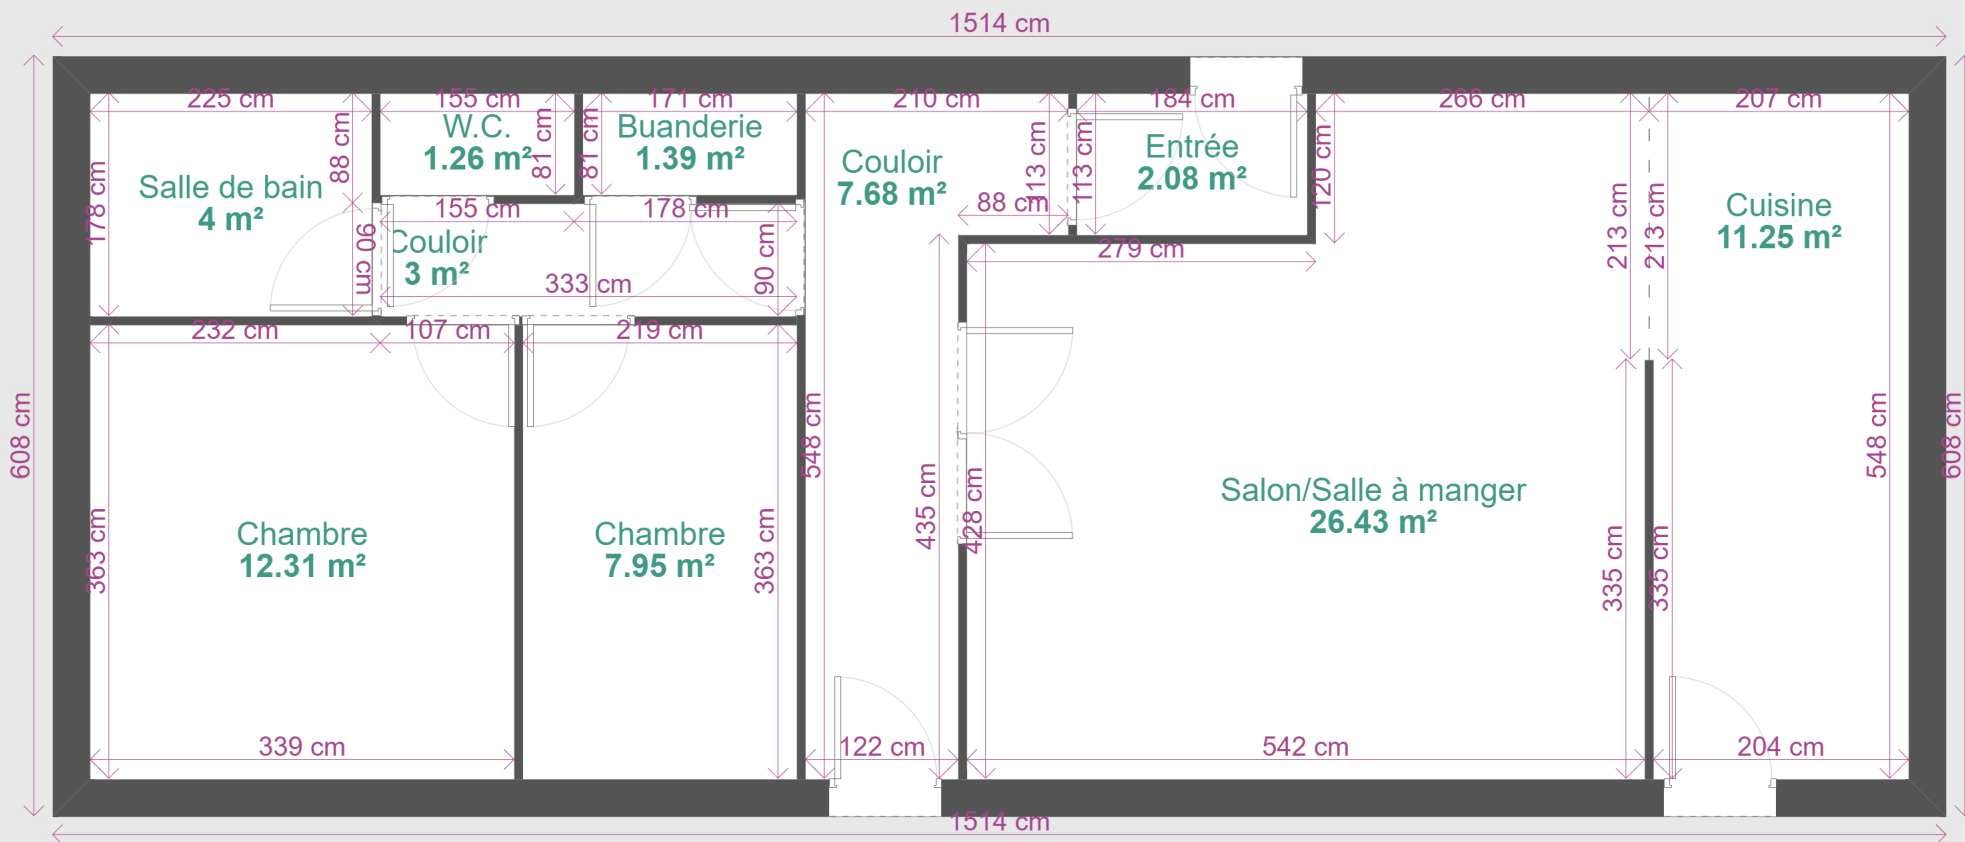 1514 cm
225 cm
155 cm
171 cm
210 cm
184 cm
266 cm
207 cm
W.C.
1.26 m²
Buanderie
1.39 m²
88 cm
81 cm
81 cm
113 cm
113 cm
120 cm
Entrée
2.08 m²
Couloir
7.68 m²
Salle de bain
4 m²
178 cm
155 cm
178 cm
88 cm
213 cm
213 cm
Cuisine
11.25 m²
Couloir
3 m²
90 cm
90 cm
333 cm
279 cm
232 cm
107 cm
219 cm
608 cm
548 cm
548 cm
608 cm
435 cm
428 cm
Salon/Salle à manger
26.43 m²
Chambre
12.31 m²
Chambre
7.95 m²
363 cm
363 cm
335 cm
335 cm
339 cm
122 cm
542 cm
204 cm
1514 cm